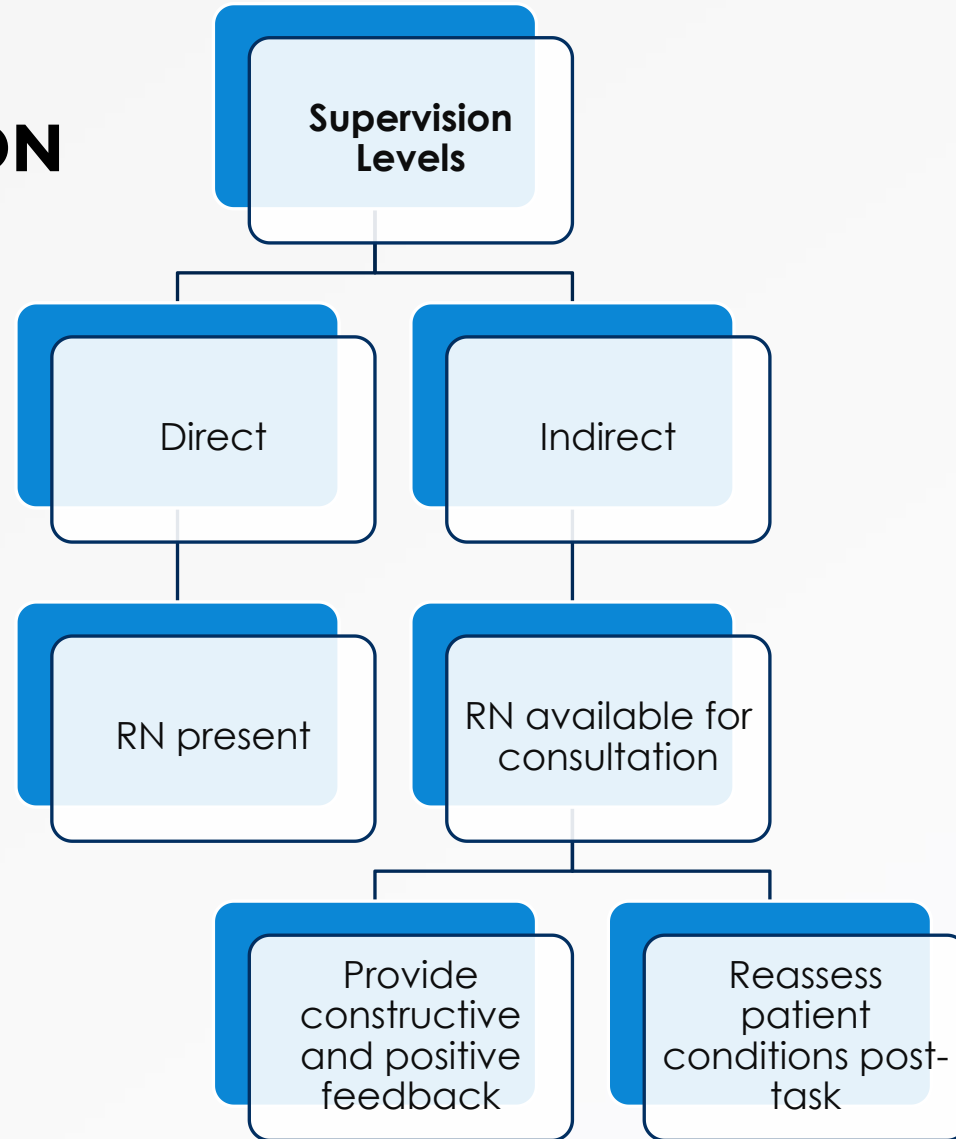 ON
Supervision
Levels
Direct
Indirect
RN present
RN available for
consultation
Provide
constructive
and positive
feedback
Reassess
patient
conditions post-
task